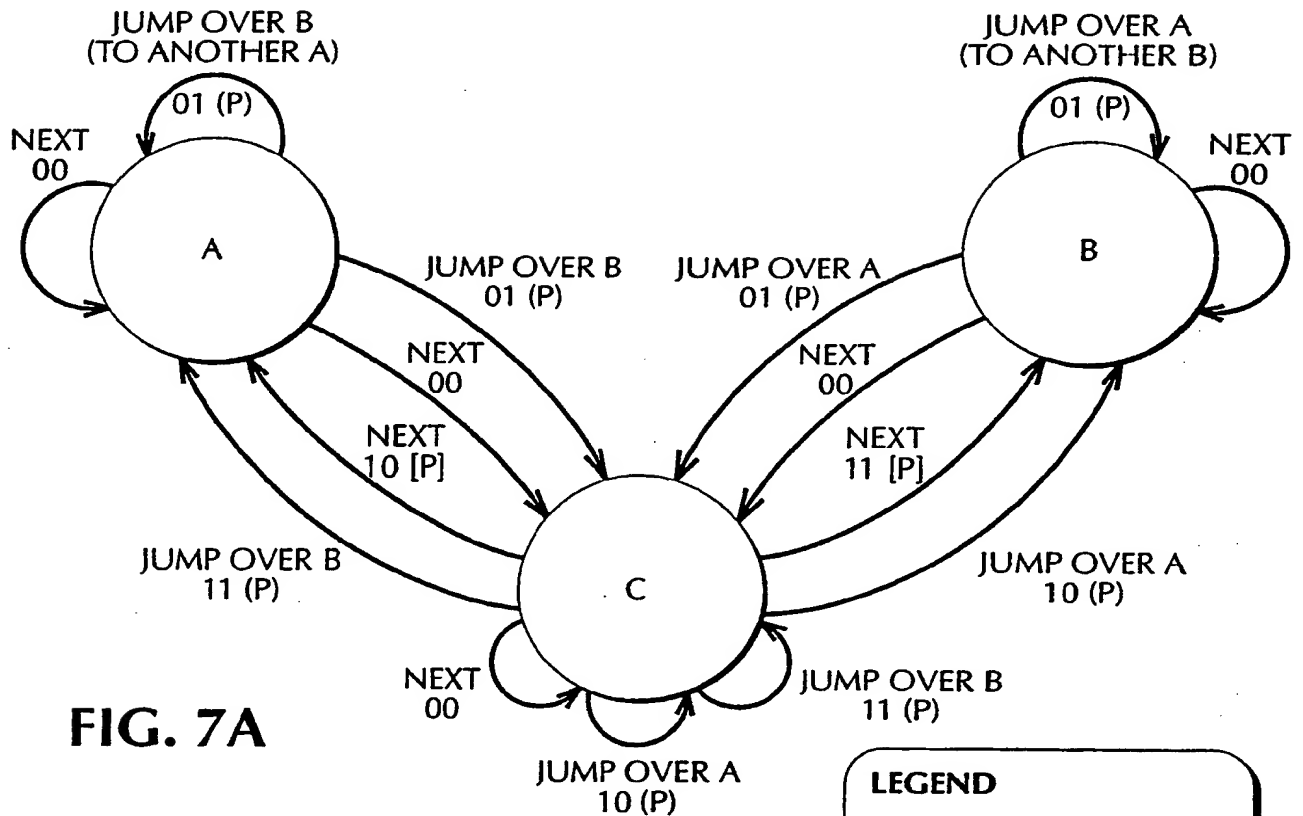 JUMP OVER B
(TO ANOTHER A)
01 (P)
NEXT
00
A
JUMP OVER A
(TO ANOTHER B)
01 (P)
NEXT
00
B
JUMP OVER B
01 (P)
JUMP OVER A
01 (P)
NEXT
00
NEXT
00
NEXT
10 [P]
NEXT
11 [P]
JUMP OVER B
11 (P)
JUMP OVER A
10 (P)
C
NEXT
00
JUMP OVER B
11 (P)
JUMP OVER A
10 (P)
FIG. 7A
LEGEND